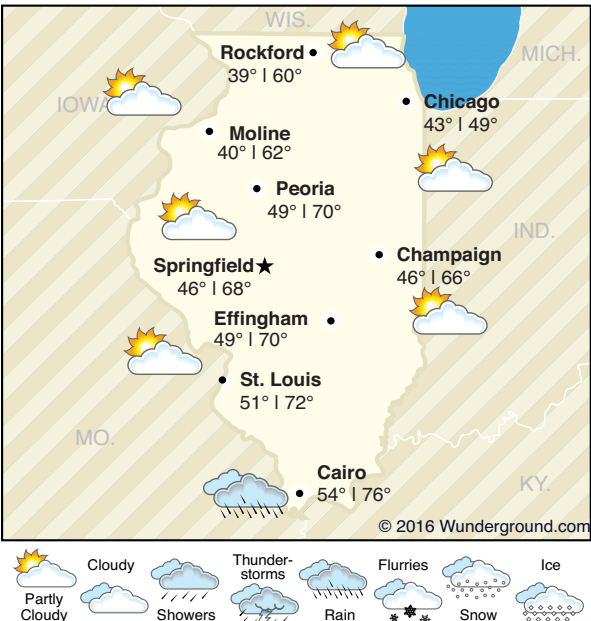 WIS.
Rockford
39° | 60°
MICH.
IOWA
Chicago
43° | 49°
Moline
40° | 62°
Peoria
49° | 70°
IND.
Champaign
46° | 66°
Springfield
46° | 68°
Effingham
49° | 70°
St. Louis
51° | 72°
MO.
Cairo
54° | 76°
KY.
© 2016 Wunderground.com
Partly
Cloudy
Cloudy
Showers
Thunder-
storms
Rain
Flurries
Snow
Ice